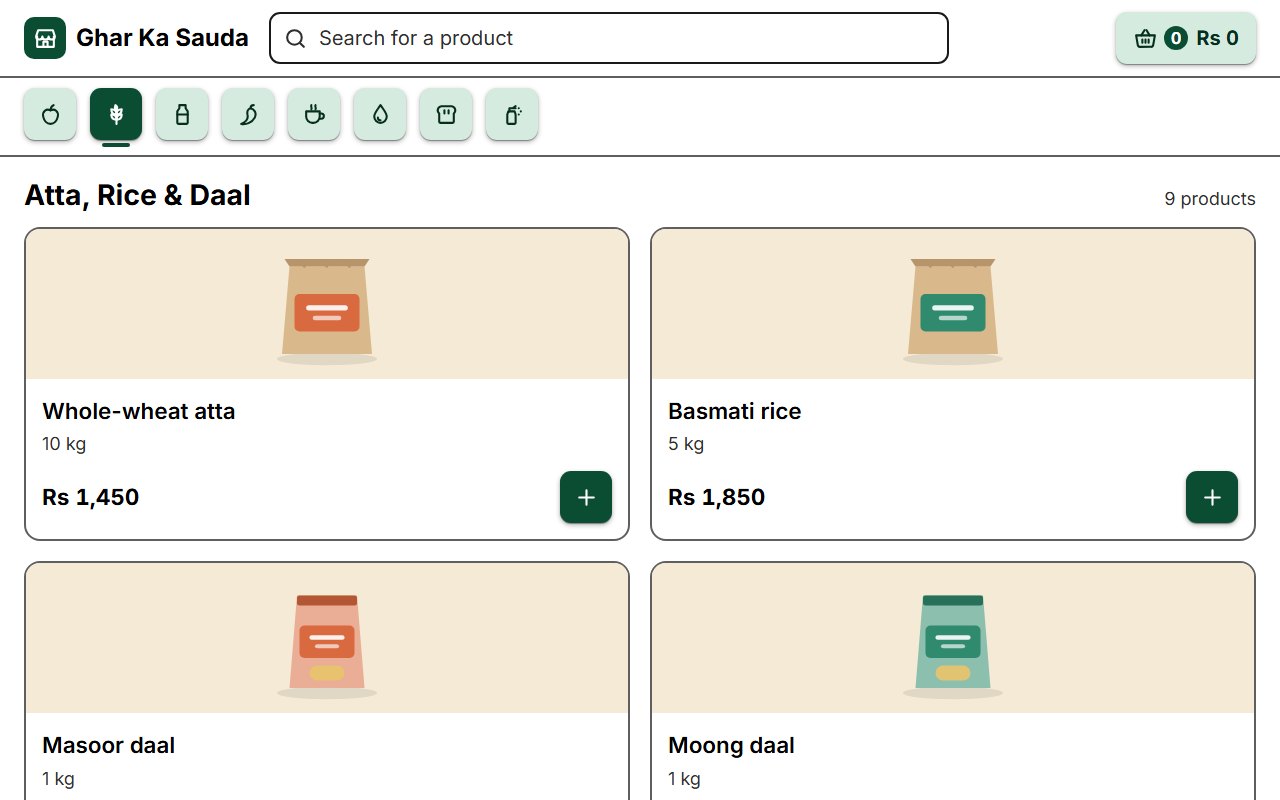 Ghar Ka Sauda
Search for a product
0 Rs 0
Atta, Rice & Daal
9 products
Whole-wheat atta
10 kg
Rs 1,450
Basmati rice
5 kg
Rs 1,850
Masoor daal
1 kg
Moong daal
1 kg